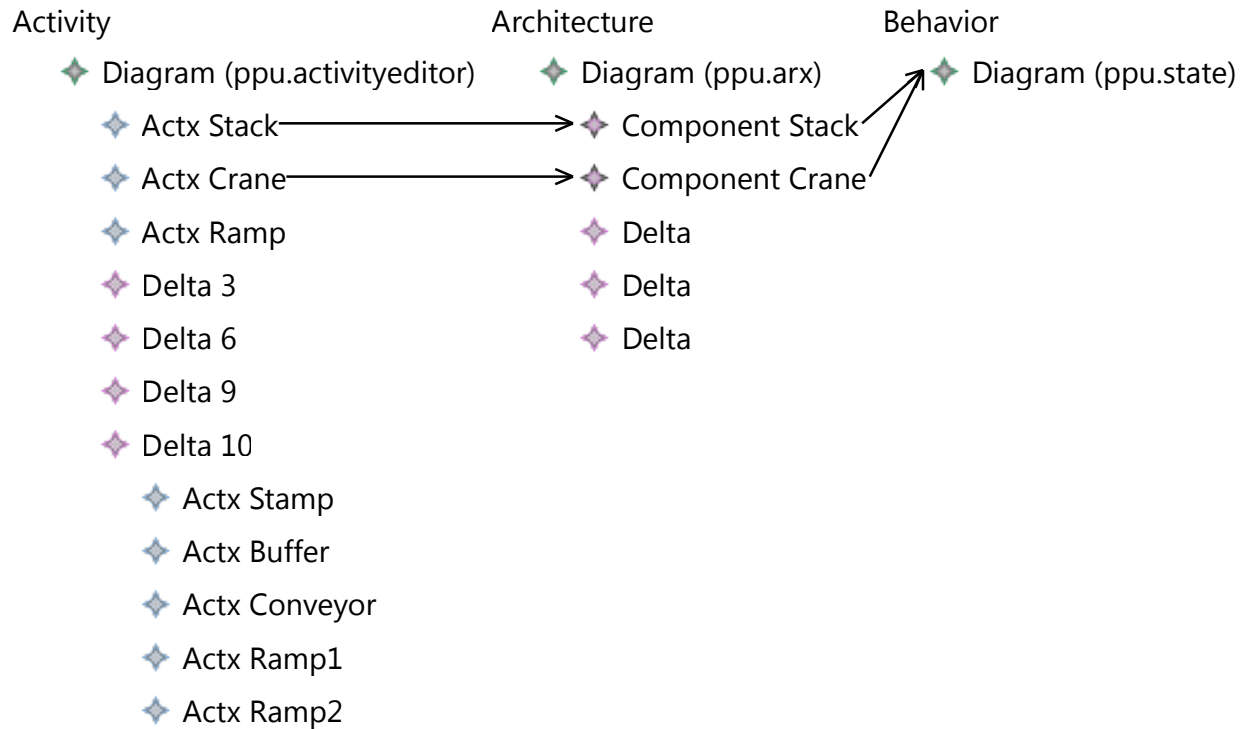 Activity
Architecture
Behavior
Diagram (ppu.activityeditor)
Diagram (ppu.arx)
Diagram (ppu.state)
Actx Stack
Component Stack
Actx Crane
Component Crane
Actx Ramp
Delta
Delta 3
Delta
Delta 6
Delta
Delta 9
Delta 10
Actx Stamp
Actx Buffer
Actx Conveyor
Actx Ramp1
Actx Ramp2